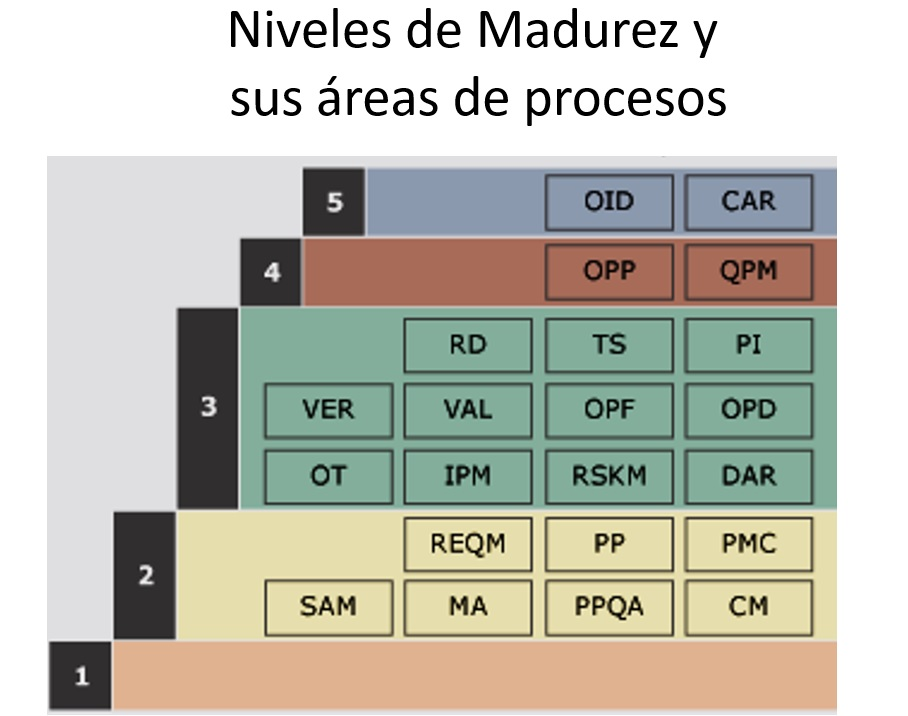 Niveles de Madurez y
sus áreas de procesos
5 OID CAR
4 OPP QPM
RD TS PI
3 VER VAL OPF OPD
OT IPM RSKM DAR
REQM PP PMC
2
SAM MA PPQA CM
1